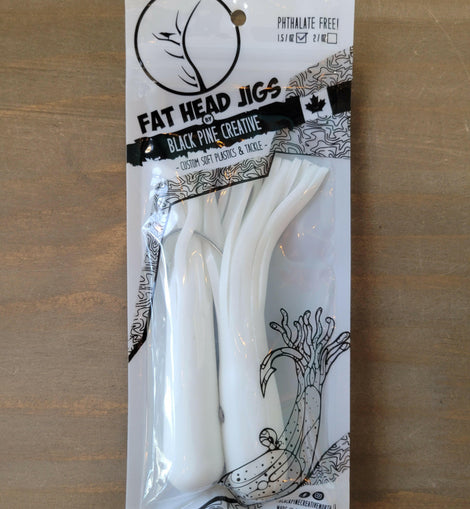 PHTHALATE FREE!
1.5/OZ 2/OZ
FAT HEAD JIGS
BY
BLACK PINE CREATIVE
- CUSTOM SOFT PLASTICS & TACKLE -